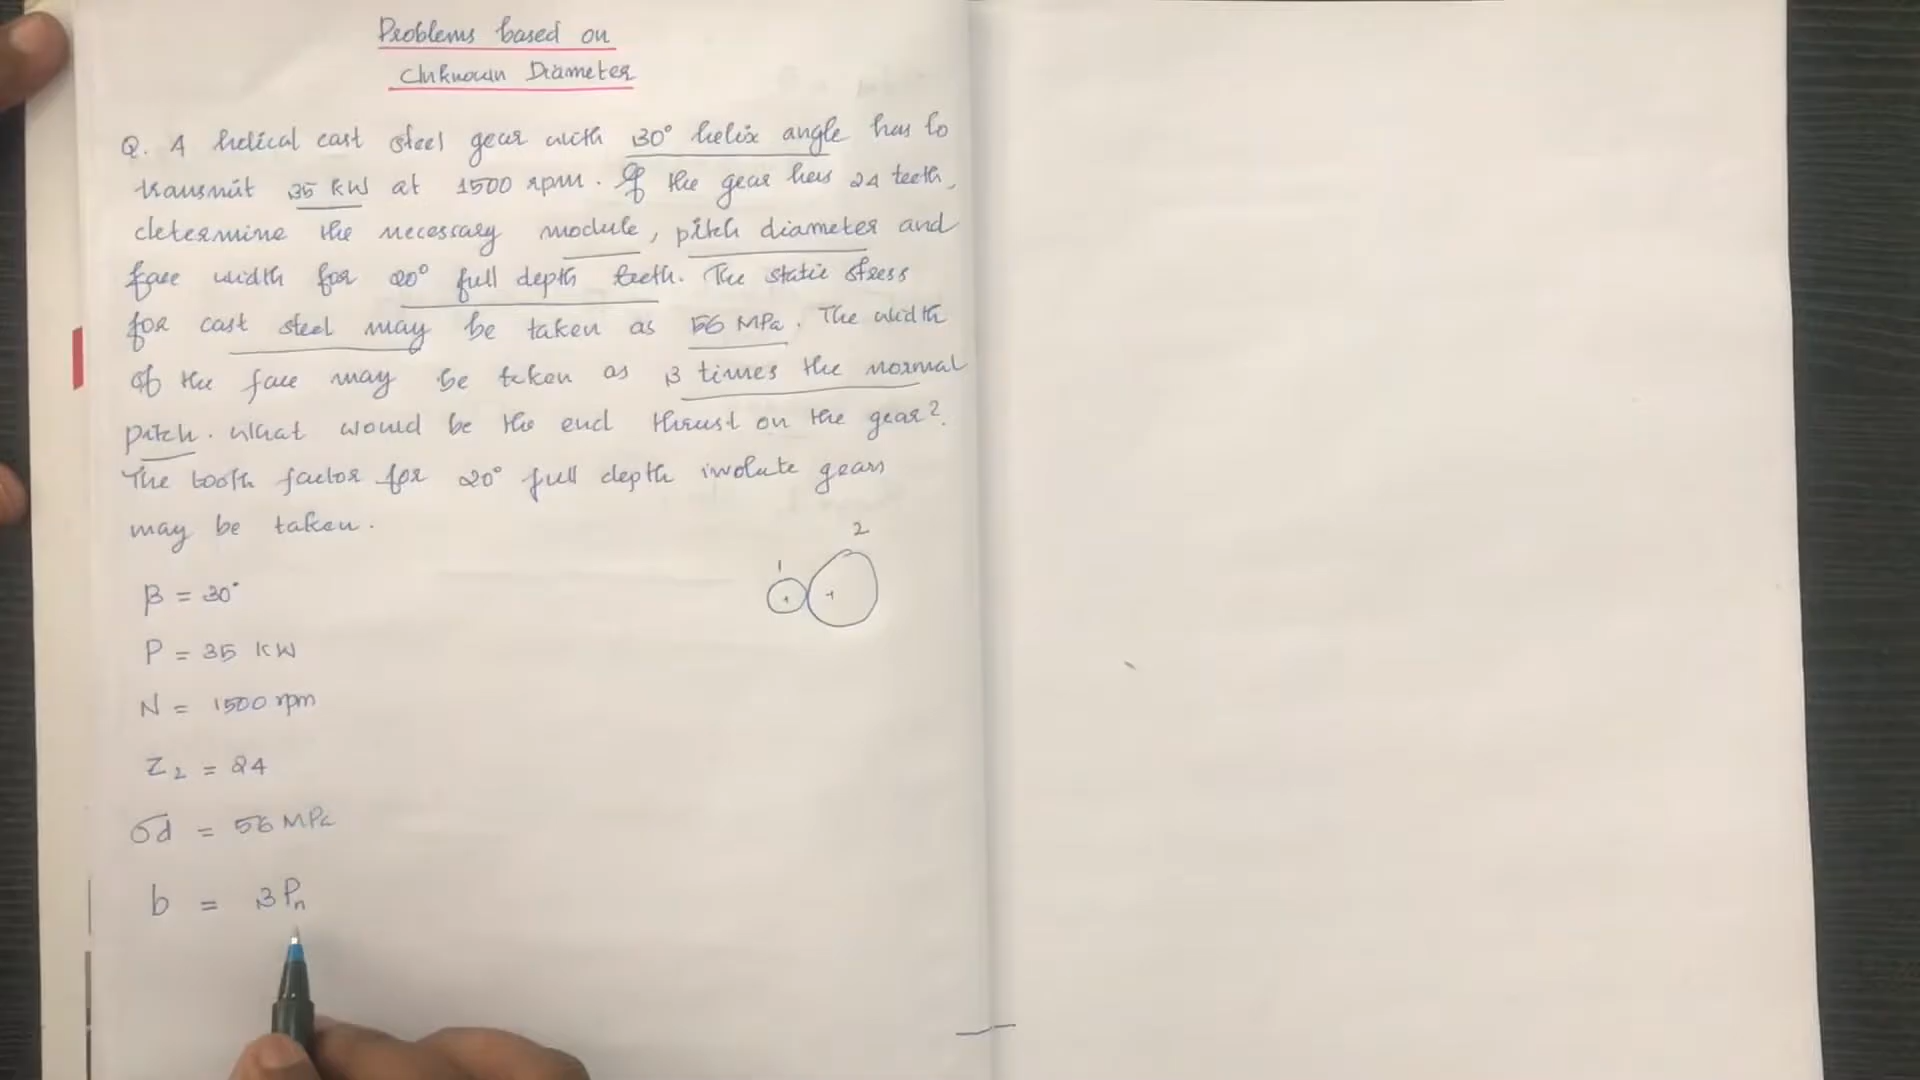 Problems based on
Unknown Diameter
Q. A helical cast steel gear with 30° helix angle has to
transmit 35 KW at 1500 rpm. If the gear has 24 teeth,
determine the necessary module, pitch diameter and
face width for 20° full depth teeth. The static stress
for cast steel may be taken as 56 MPa. The width
of the face may be taken as 3 times the normal
pitch. What would be the end thrust on the gear?
The tooth factor for 20° full depth involute gears
may be taken.
1 2
β = 30°
P = 35 KW
N = 1500 rpm
Z₂ = 24
σd = 56 MPa
b = 3Pn